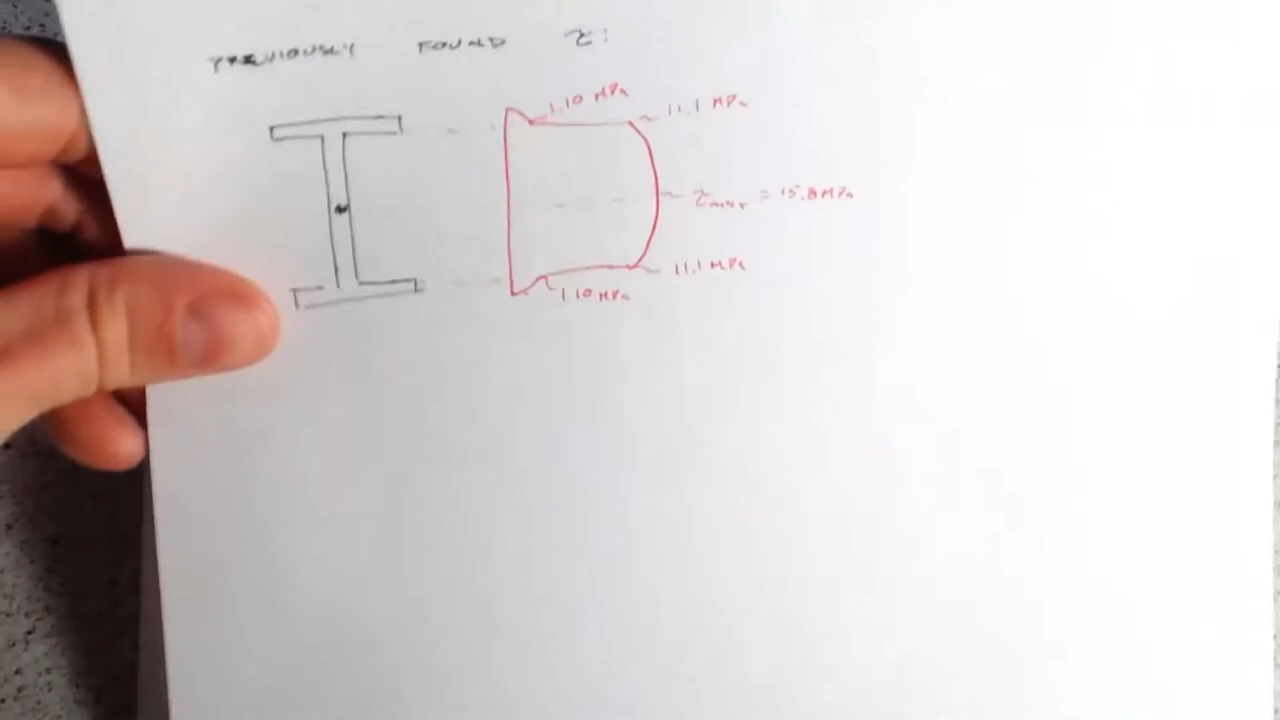 PREVIOUSLY FOUND τ:
1.10 MPa
11.1 MPa
τmax = 15.8 MPa
11.1 MPa
1.10 MPa